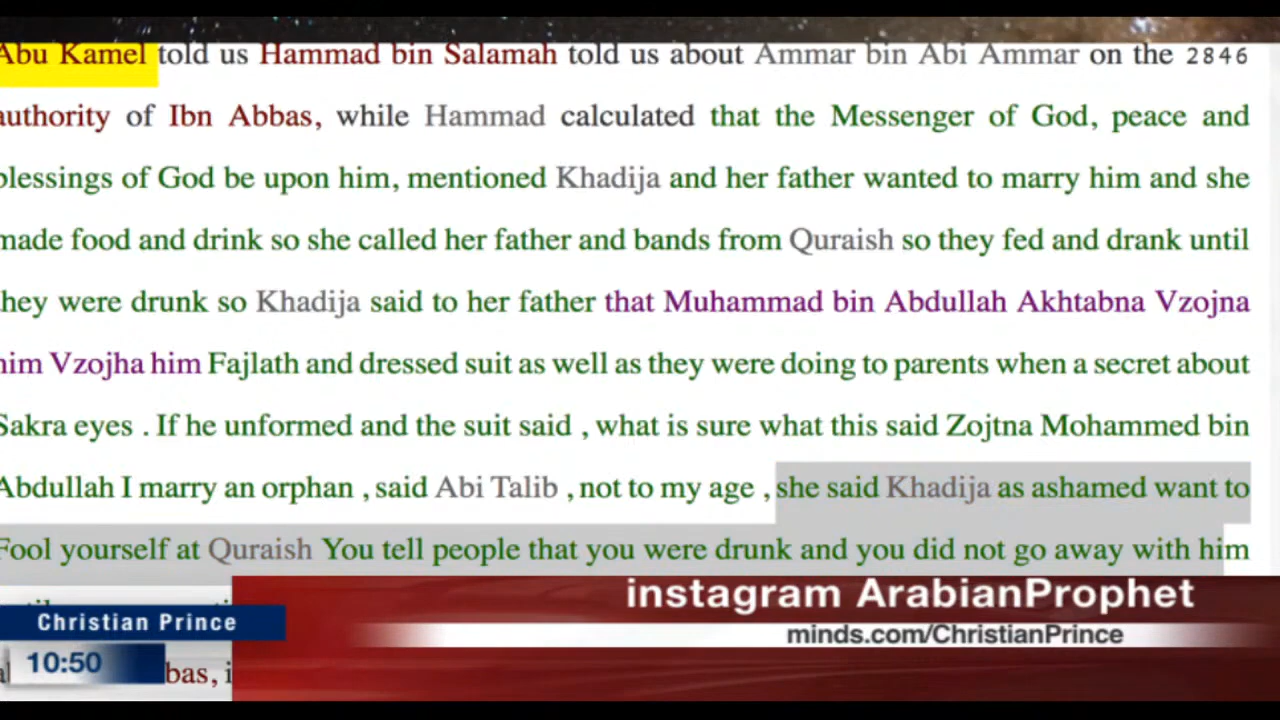 Abu Kamel told us Hammad bin Salamah told us about Ammar bin Abi Ammar on the 2846
authority of Ibn Abbas, while Hammad calculated that the Messenger of God, peace and
blessings of God be upon him, mentioned Khadija and her father wanted to marry him and she
made food and drink so she called her father and bands from Quraish so they fed and drank until
they were drunk so Khadija said to her father that Muhammad bin Abdullah Akhtabna Vzojna
him Vzojha him Fajlath and dressed suit as well as they were doing to parents when a secret about
Sakra eyes . If he unformed and the suit said , what is sure what this said Zojtna Mohammed bin
Abdullah I marry an orphan , said Abi Talib , not to my age , she said Khadija as ashamed want to
Fool yourself at Quraish You tell people that you were drunk and you did not go away with him
instagram ArabianProphet
Christian Prince
minds.com/ChristianPrince
10:50
bas, i